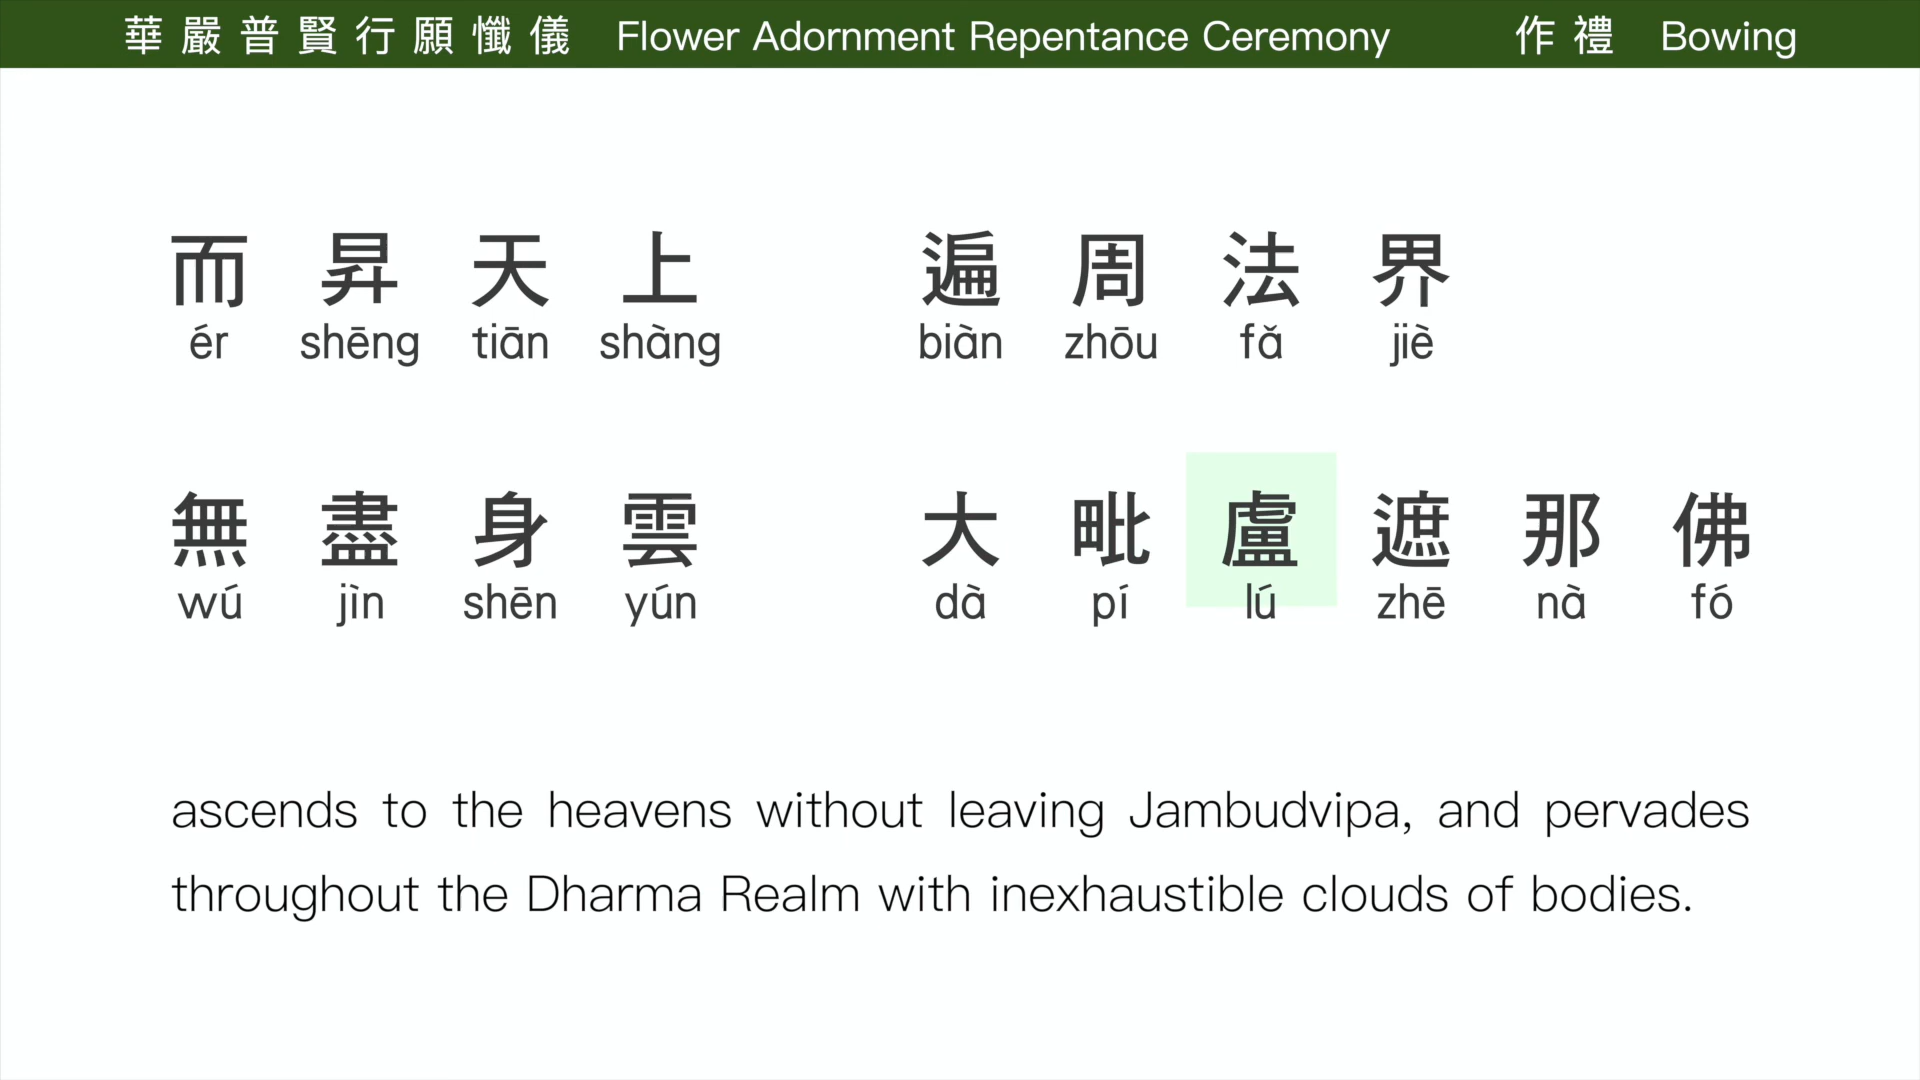 華嚴普賢行願懺儀 Flower Adornment Repentance Ceremony 作禮 Bowing
而昇天上 遍周法界
ér shēng tiān shàng biàn zhōu fǎ jiè
無盡身雲 大毗盧遮那佛
wú jìn shēn yún dà pí lú zhē nà fó
ascends to the heavens without leaving Jambudvipa, and pervades
throughout the Dharma Realm with inexhaustible clouds of bodies.